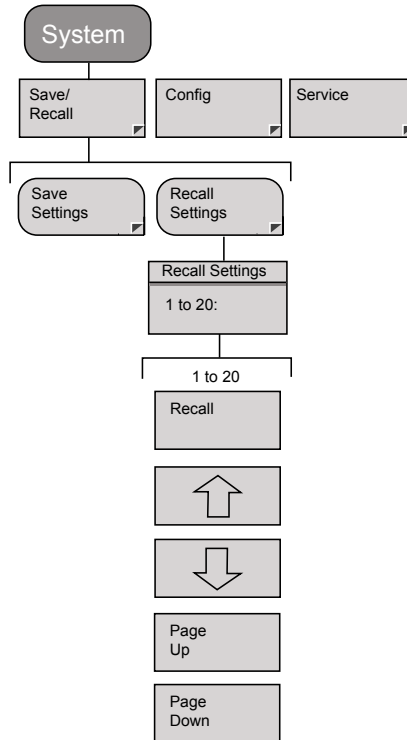 System
Save/
Recall
Config
Service
Save
Settings
Recall
Settings
Recall Settings
1 to 20:
1 to 20
Recall
Page
Up
Page
Down